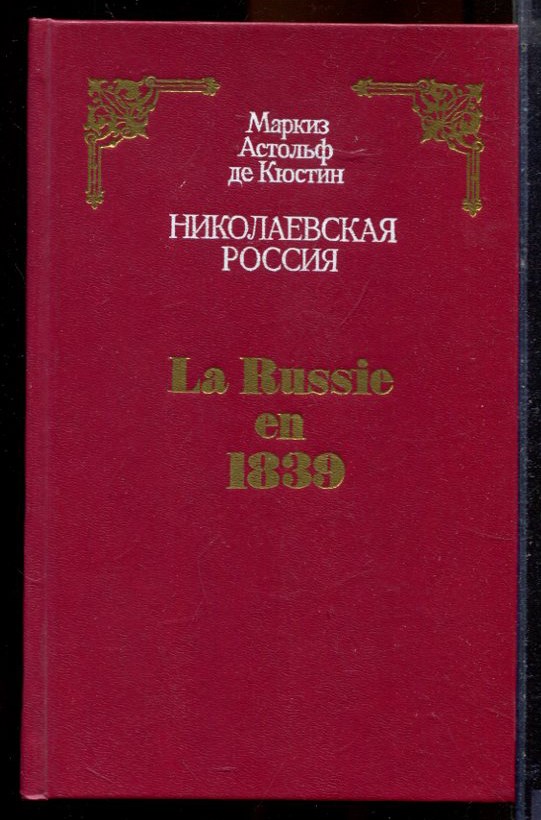 Маркиз
Астольф
де Кюстин
НИКОЛАЕВСКАЯ
РОССИЯ
La Russie
en
1839